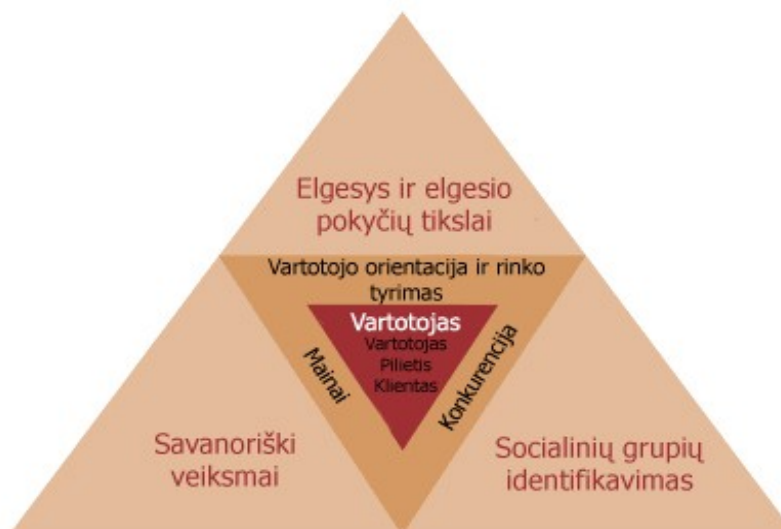 Elgesys ir elgesio
pokyčių tikslai
Vartotojo orientacija ir rinko
tyrimas
Vartotojas
Vartotojas
Pilietis
Klientas
Mainai
Konkurencija
Savanoriški
veiksmai
Socialinių grupių
identifikavimas